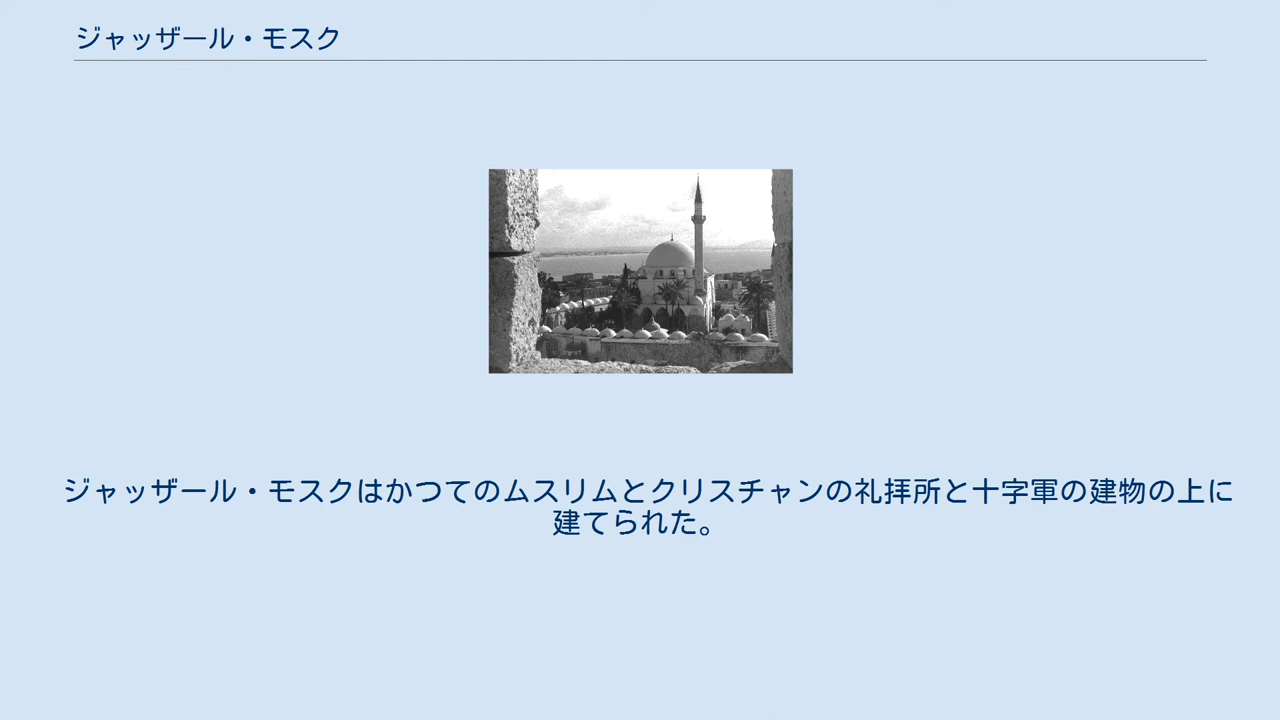 ジャッザール・モスク
ジャッザール・モスクはかつてのムスリムとクリスチャンの礼拝所と十字軍の建物の上に
建てられた。